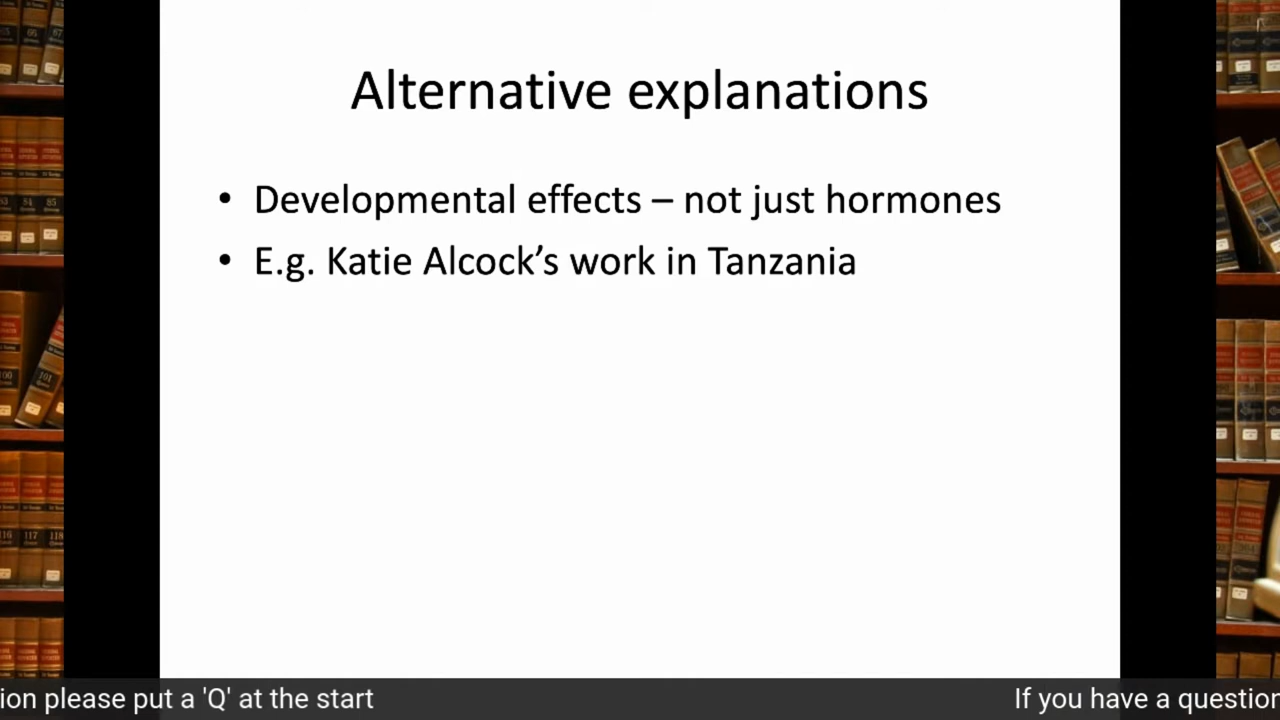 Alternative explanations
• Developmental effects – not just hormones
• E.g. Katie Alcock’s work in Tanzania
ion please put a 'Q' at the start
If you have a question